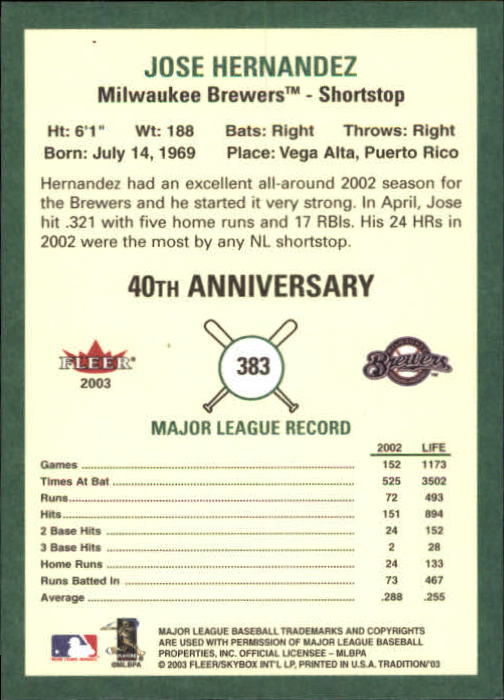 JOSE HERNANDEZ
Milwaukee Brewers™ - Shortstop
Ht: 6'1" Wt: 188 Bats: Right Throws: Right
Born: July 14, 1969 Place: Vega Alta, Puerto Rico
Hernandez had an excellent all-around 2002 season for
the Brewers and he started it very strong. In April, Jose
hit .321 with five home runs and 17 RBIs. His 24 HRs in
2002 were the most by any NL shortstop.
40TH ANNIVERSARY
FLEER
2003
383
Brewers
MAJOR LEAGUE RECORD
2002 LIFE
Games 152 1173
Times At Bat 525 3502
Runs 72 493
Hits 151 894
2 Base Hits 24 152
3 Base Hits 2 28
Home Runs 24 133
Runs Batted In 73 467
Average .288 .255
©MLBPA
MAJOR LEAGUE BASEBALL TRADEMARKS AND COPYRIGHTS
ARE USED WITH PERMISSION OF MAJOR LEAGUE BASEBALL
PROPERTIES, INC. OFFICIAL LICENSEE – MLBPA
© 2003 FLEER/SKYBOX INT'L LP, PRINTED IN U.S.A. TRADITION/'03